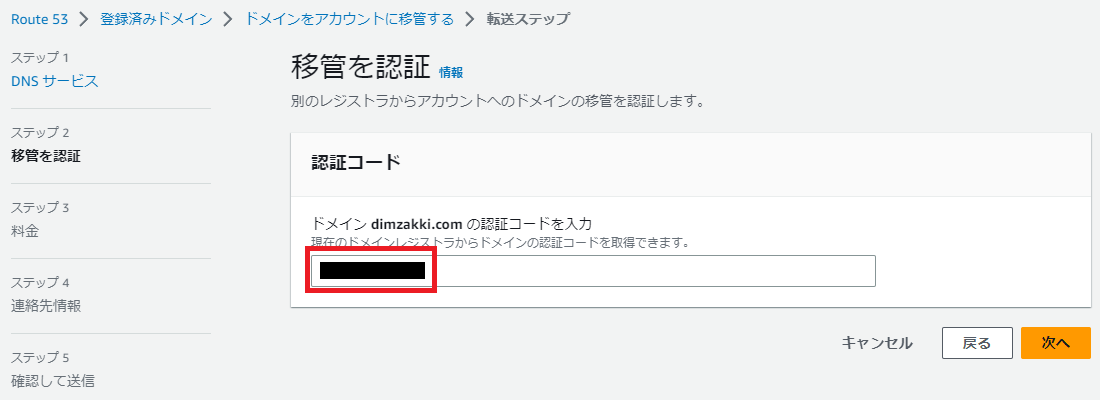 Route 53 > 登録済みドメイン > ドメインをアカウントに移管する > 転送ステップ
ステップ 1
DNS サービス
ステップ 2
移管を認証
ステップ 3
料金
ステップ 4
連絡先情報
ステップ 5
確認して送信
移管を認証 情報
別のレジストラからアカウントへのドメインの移管を認証します。
認証コード
ドメイン dimzakki.com の認証コードを入力
現在のドメインレジストラからドメインの認証コードを取得できます。
キャンセル 戻る 次へ